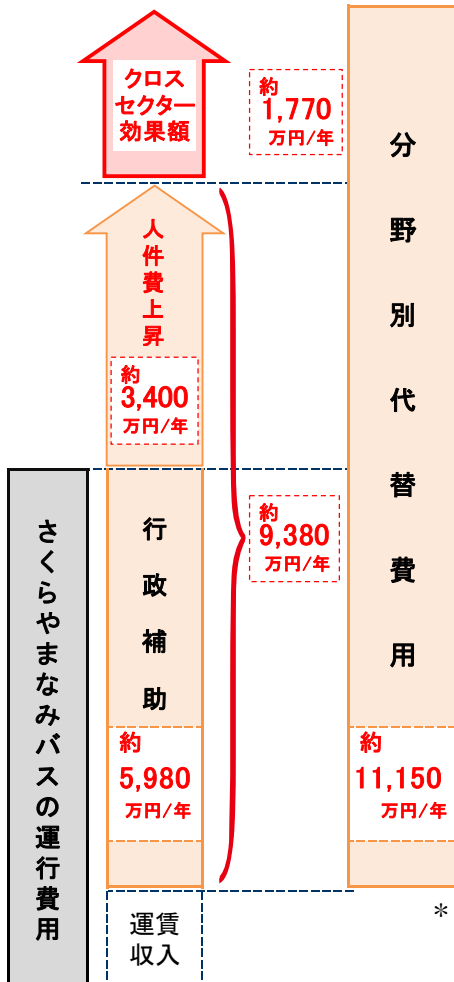 クロス
セクター
効果額
約
1,770
万円/年
人件費上昇
約
3,400
万円/年
約
9,380
万円/年
分野別代替費用
約
11,150
万円/年
行政補助
約
5,980
万円/年
さくらやまなみバスの運行費用
運賃
収入
＊